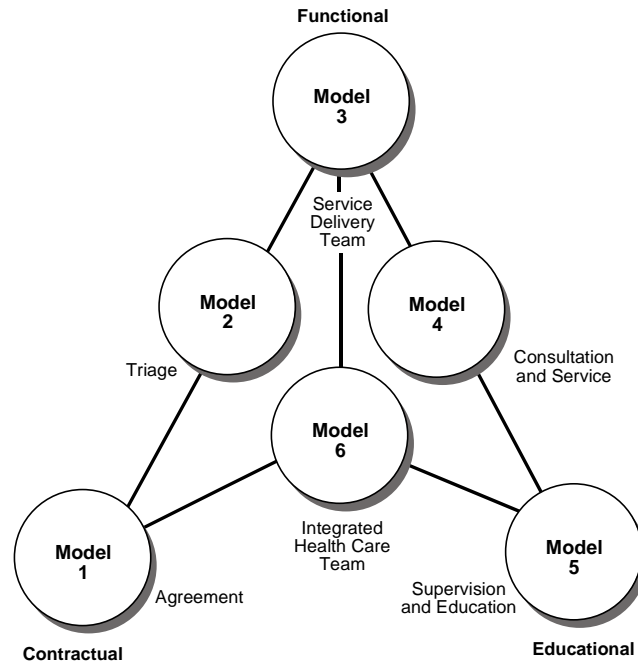 Functional
Model
3
Service
Delivery
Team
Model
2
Model
4
Triage
Consultation
and Service
Model
6
Integrated
Health Care
Team
Model
1
Agreement
Model
5
Supervision
and Education
Contractual
Educational